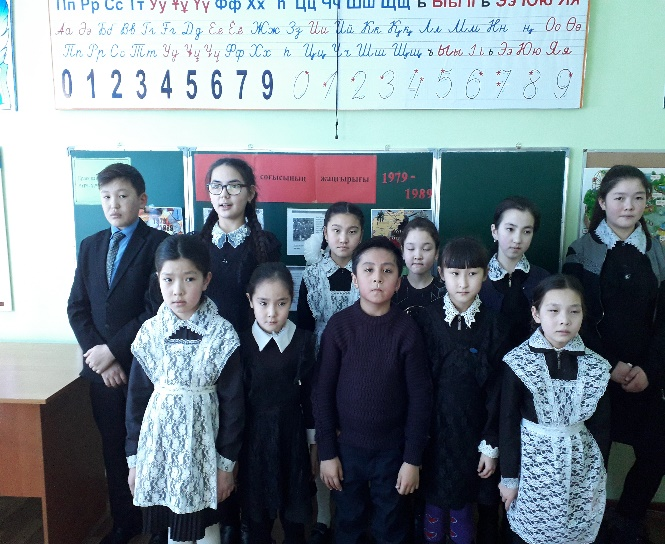 Пп Рр Сс Тт Уу Ұұ Үү Фф Хх һ Цц Чч Шш Щщ ъ Ыы Іі ь Ээ Юю Яя
Аа Әә Бб Вв Гг Ғғ Дд Ее Её Жж Зз Ии Йй Кк Ққ Лл Мм Нн ң Оо Өө
Пп Рр Сс Тт Уу Ұұ Үү Фф Хх һ Цц Чч Шш Щщ ъ Ыы Іі ь Ээ Юю Яя
0 1 2 3 4 5 6 7 8 9 0 1 2 3 4 5 6 7 8 9
соғысының жаңғырығы 1979-
1989